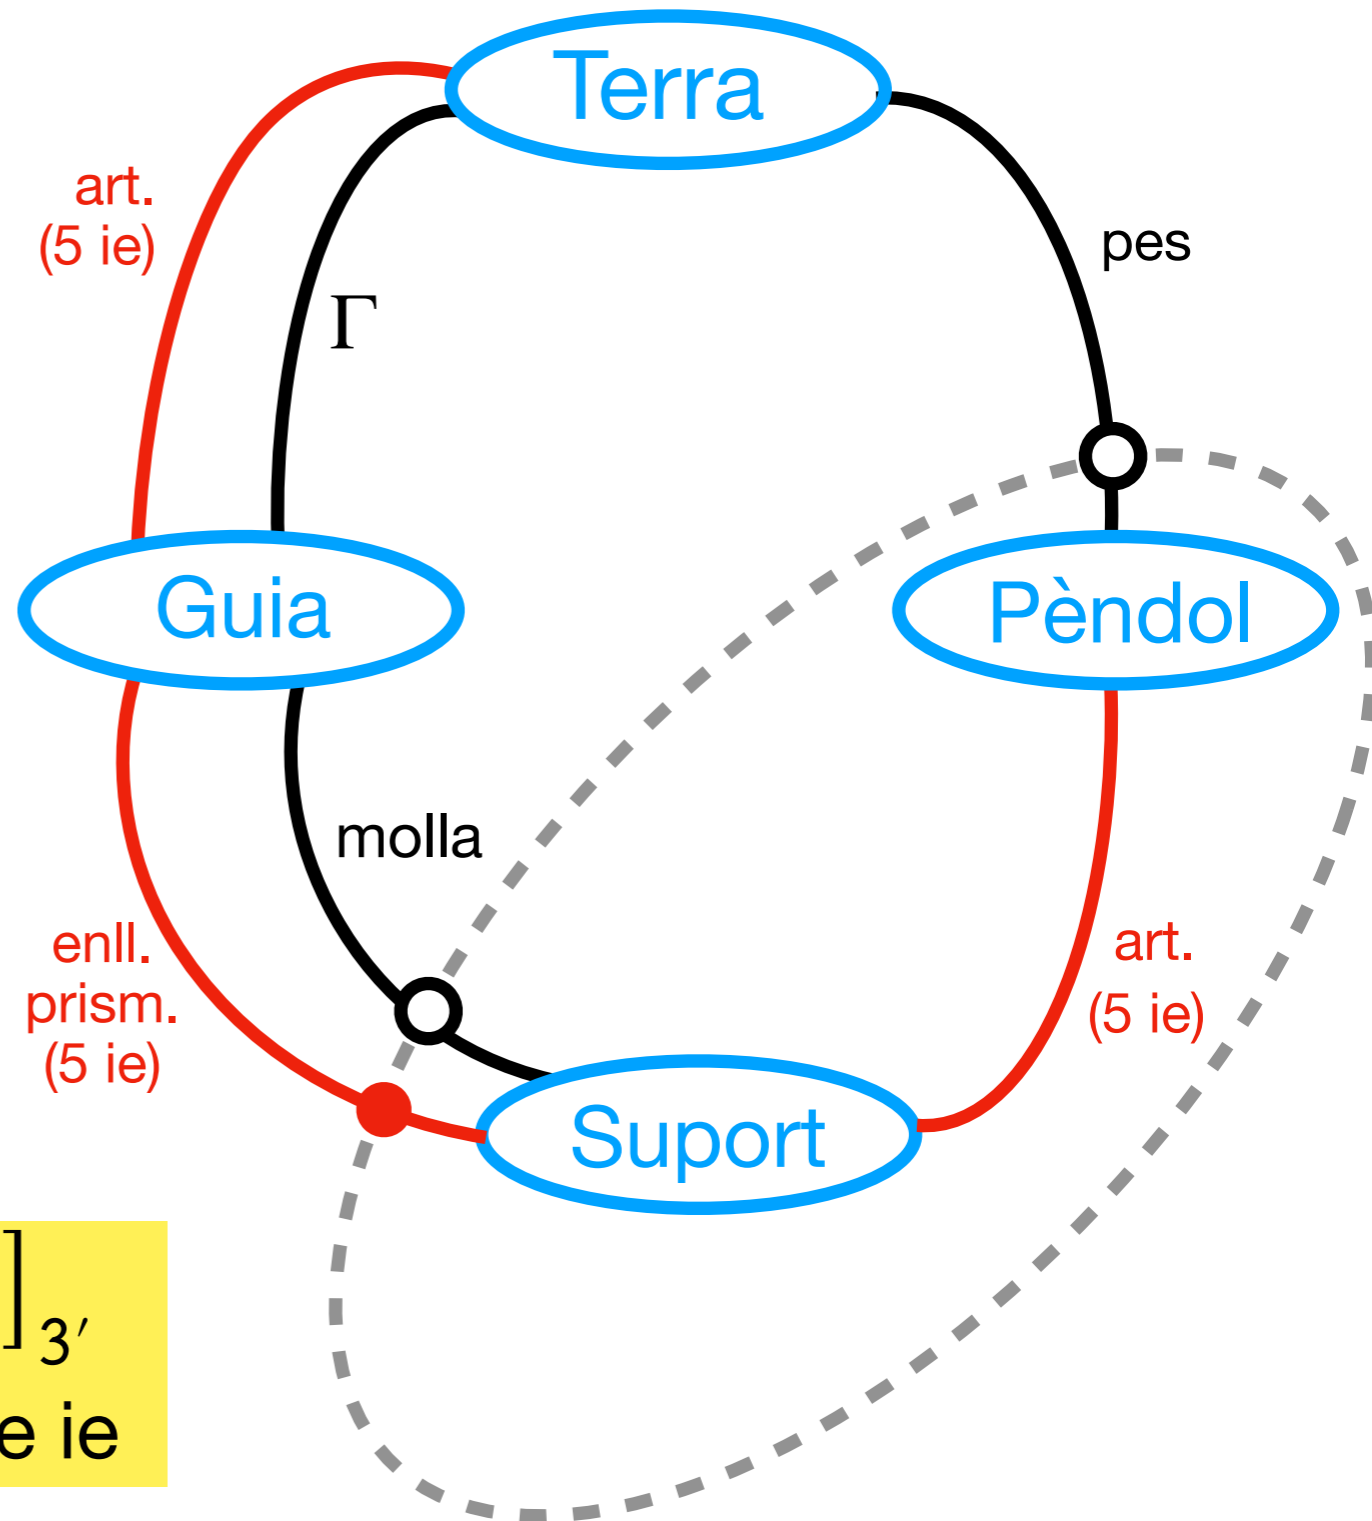 Terra
art.
(5 ie)
pes
Γ
Guia
Pèndol
molla
enll.
prism.
(5 ie)
art.
(5 ie)
Suport
]3′
e ie